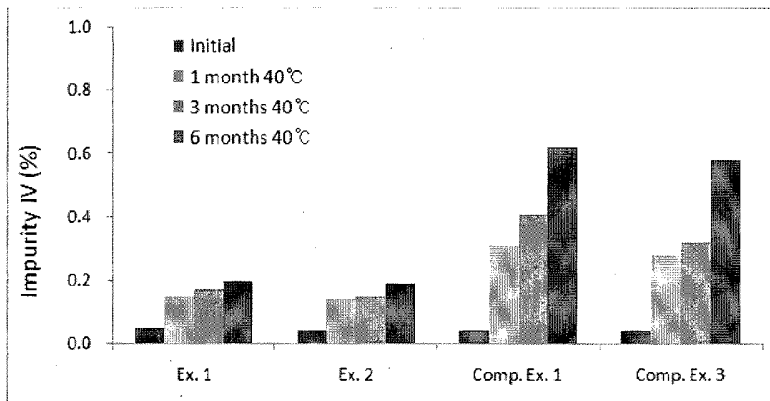 1.0
0.8
0.6
0.4
0.2
0.0
Impurity IV (%)
Initial
1 month 40℃
3 months 40℃
6 months 40℃
Ex. 1
Ex. 2
Comp. Ex. 1
Comp. Ex. 3